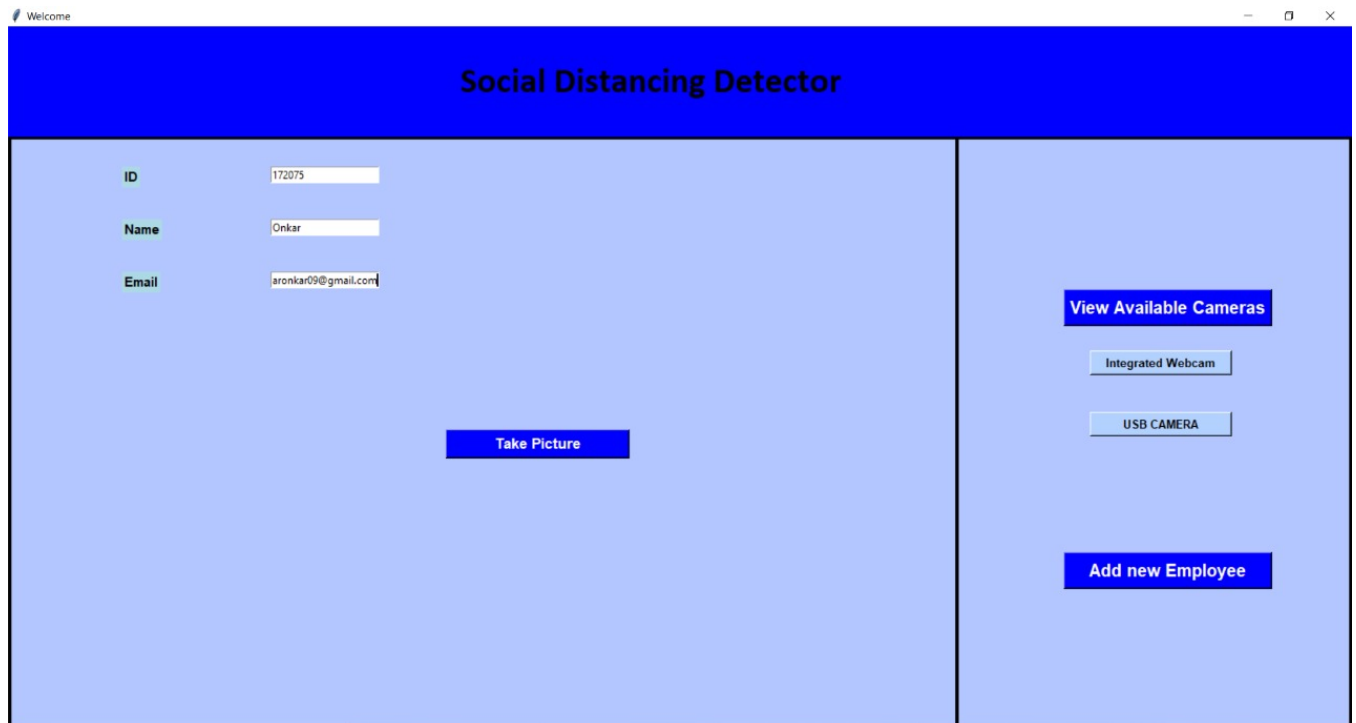 Welcome
Social Distancing Detector
ID 172075
Name Onkar
Email aronkar09@gmail.com
Take Picture
View Available Cameras
Integrated Webcam
USB CAMERA
Add new Employee